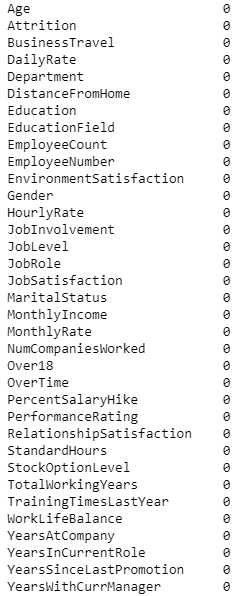 Age 0
Attrition 0
BusinessTravel 0
DailyRate 0
Department 0
DistanceFromHome 0
Education 0
EducationField 0
EmployeeCount 0
EmployeeNumber 0
EnvironmentSatisfaction 0
Gender 0
HourlyRate 0
JobInvolvement 0
JobLevel 0
JobRole 0
JobSatisfaction 0
MaritalStatus 0
MonthlyIncome 0
MonthlyRate 0
NumCompaniesWorked 0
Over18 0
OverTime 0
PercentSalaryHike 0
PerformanceRating 0
RelationshipSatisfaction 0
StandardHours 0
StockOptionLevel 0
TotalWorkingYears 0
TrainingTimesLastYear 0
WorkLifeBalance 0
YearsAtCompany 0
YearsInCurrentRole 0
YearsSinceLastPromotion 0
YearsWithCurrManager 0